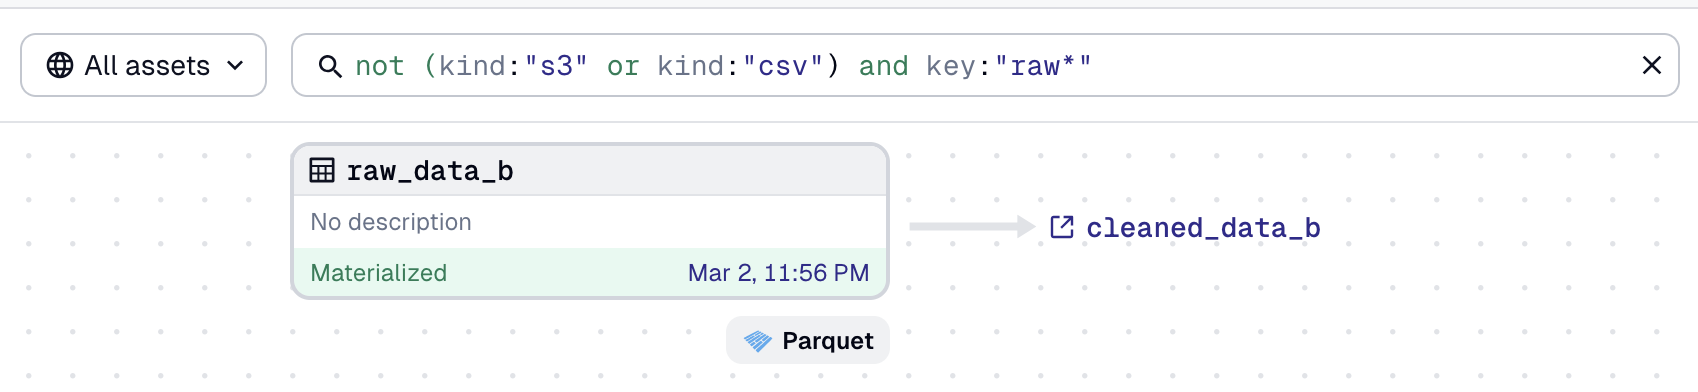 All assets
not (kind:"s3" or kind:"csv") and key:"raw*"
raw_data_b
No description
cleaned_data_b
Materialized Mar 2, 11:56 PM
Parquet